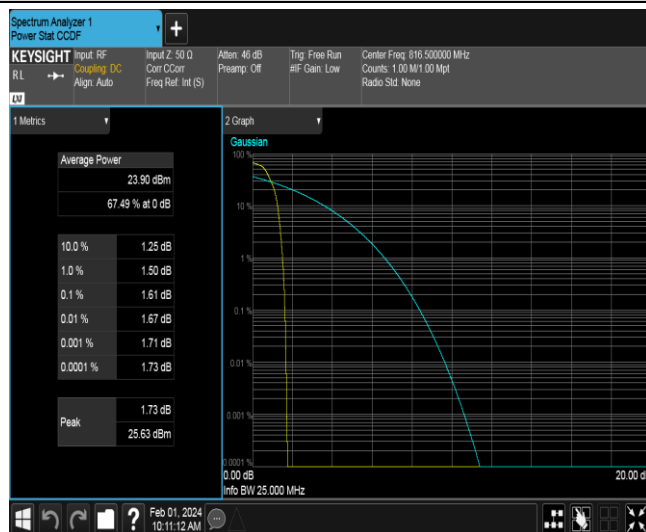 Spectrum Analyzer 1
Power Stat CCDF
+
KEYSIGHT
RL
LXI
Input: RF
Coupling: DC
Align: Auto
Input Z: 50 Ω
Corr CCorr
Freq Ref: Int (S)
Atten: 46 dB
Preamp: Off
Trig: Free Run
#IF Gain: Low
Center Freq: 816.500000 MHz
Counts: 1.00 M/1.00 Mpt
Radio Std: None
1 Metrics
Average Power
23.90 dBm
67.49 % at 0 dB
10.0 % 1.25 dB
1.0 % 1.50 dB
0.1 % 1.61 dB
0.01 % 1.67 dB
0.001 % 1.71 dB
0.0001 % 1.73 dB
Peak
1.73 dB
25.63 dBm
2 Graph
Gaussian
100 %
10 %
1 %
0.1 %
0.01 %
0.001 %
0.0001 %
0.00 dB
20.00 d
Info BW 25.000 MHz
?
Feb 01, 2024
10:11:12 AM